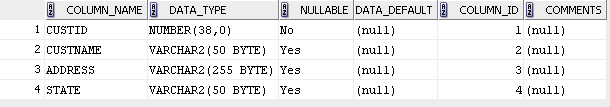 COLUMN_NAME DATA_TYPE NULLABLE DATA_DEFAULT COLUMN_ID COMMENTS
1 CUSTID NUMBER(38,0) No (null) 1 (null)
2 CUSTNAME VARCHAR2(50 BYTE) Yes (null) 2 (null)
3 ADDRESS VARCHAR2(255 BYTE) Yes (null) 3 (null)
4 STATE VARCHAR2(50 BYTE) Yes (null) 4 (null)